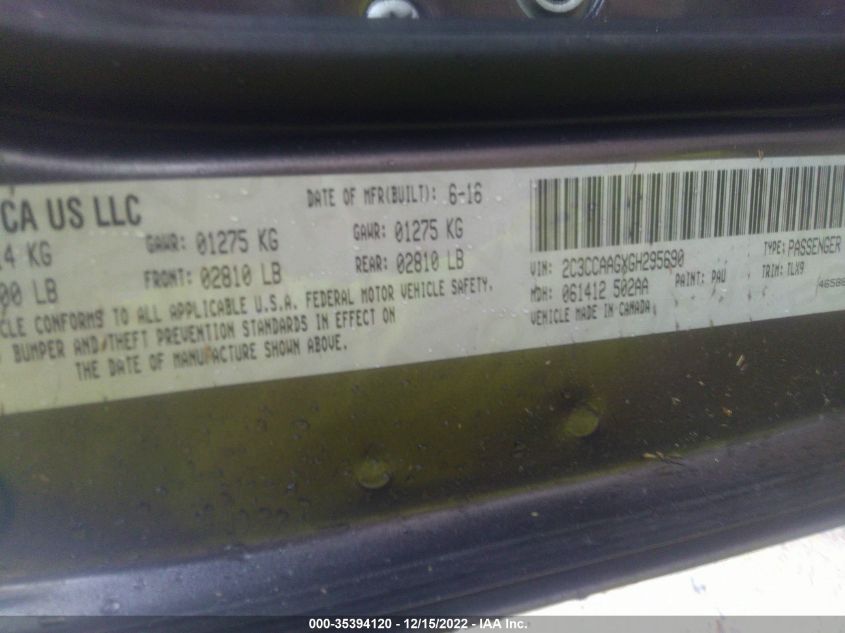 CA US LLC DATE OF MFR(BUILT): 6-16
4 KG GAWR: 01275 KG GAWR: 01275 KG
00 LB FRONT: 02810 LB REAR: 02810 LB
CLE CONFORMS TO ALL APPLICABLE U.S.A. FEDERAL MOTOR VEHICLE SAFETY,
BUMPER AND THEFT PREVENTION STANDARDS IN EFFECT ON
THE DATE OF MANUFACTURE SHOWN ABOVE.
VIN: 2C3CCAAGXGH295690 TYPE: PASSENGER
MDH: 061412 502AA PAINT: PAU TRIM: TLX9
VEHICLE MADE IN CANADA
000-35394120 - 12/15/2022 - IAA Inc.